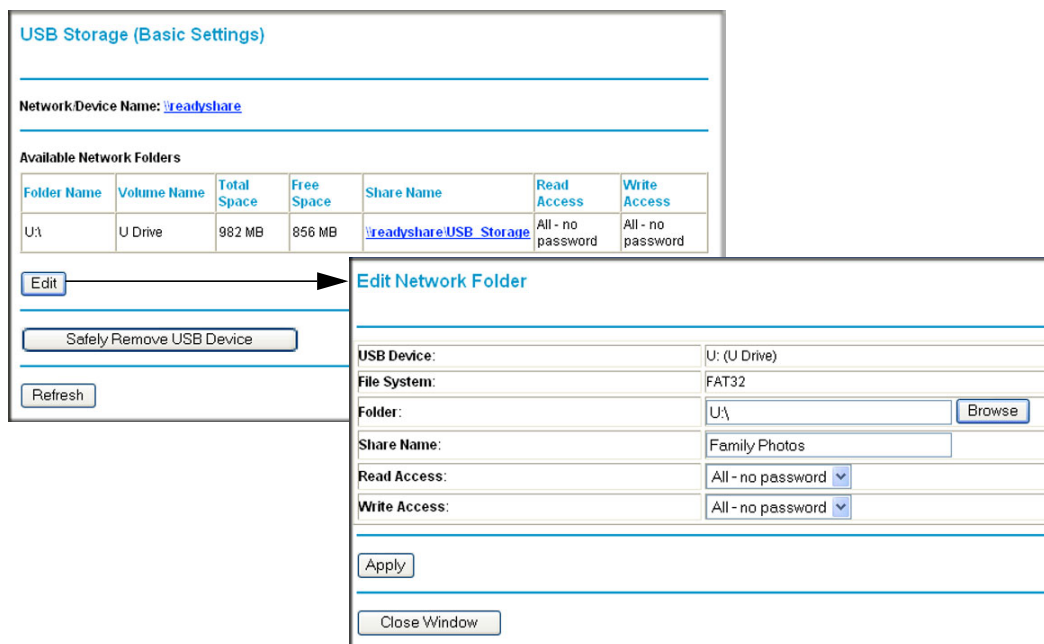 USB Storage (Basic Settings)
Network/Device Name: \\readyshare
Available Network Folders
Folder Name Volume Name Total Space Free Space Share Name Read Access Write Access
U:\ U Drive 982 MB 856 MB \\readyshare\USB_Storage All - no password All - no password
Edit
Safely Remove USB Device
Refresh
Edit Network Folder
USB Device: U: (U Drive)
File System: FAT32
Folder: U:\ Browse
Share Name: Family Photos
Read Access: All - no password
Write Access: All - no password
Apply
Close Window